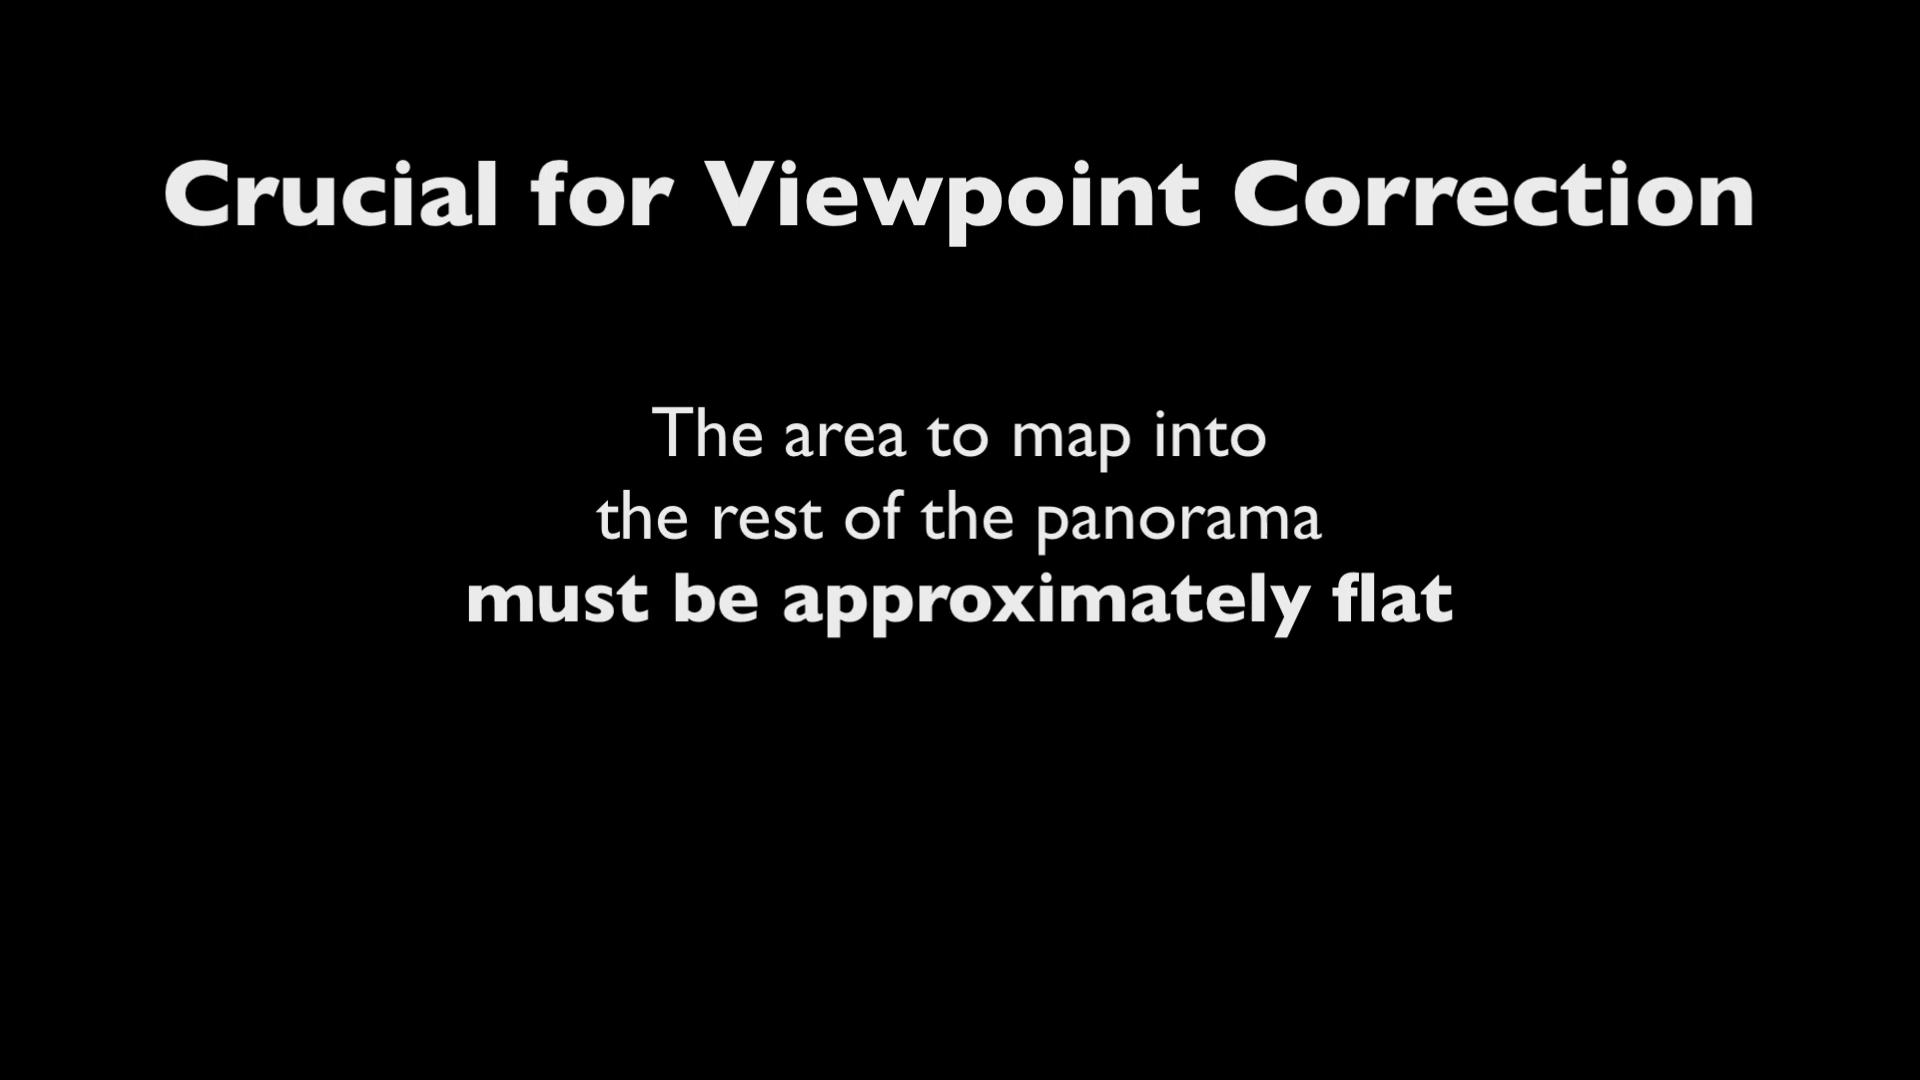 Crucial for Viewpoint Correction
The area to map into
the rest of the panorama
must be approximately flat